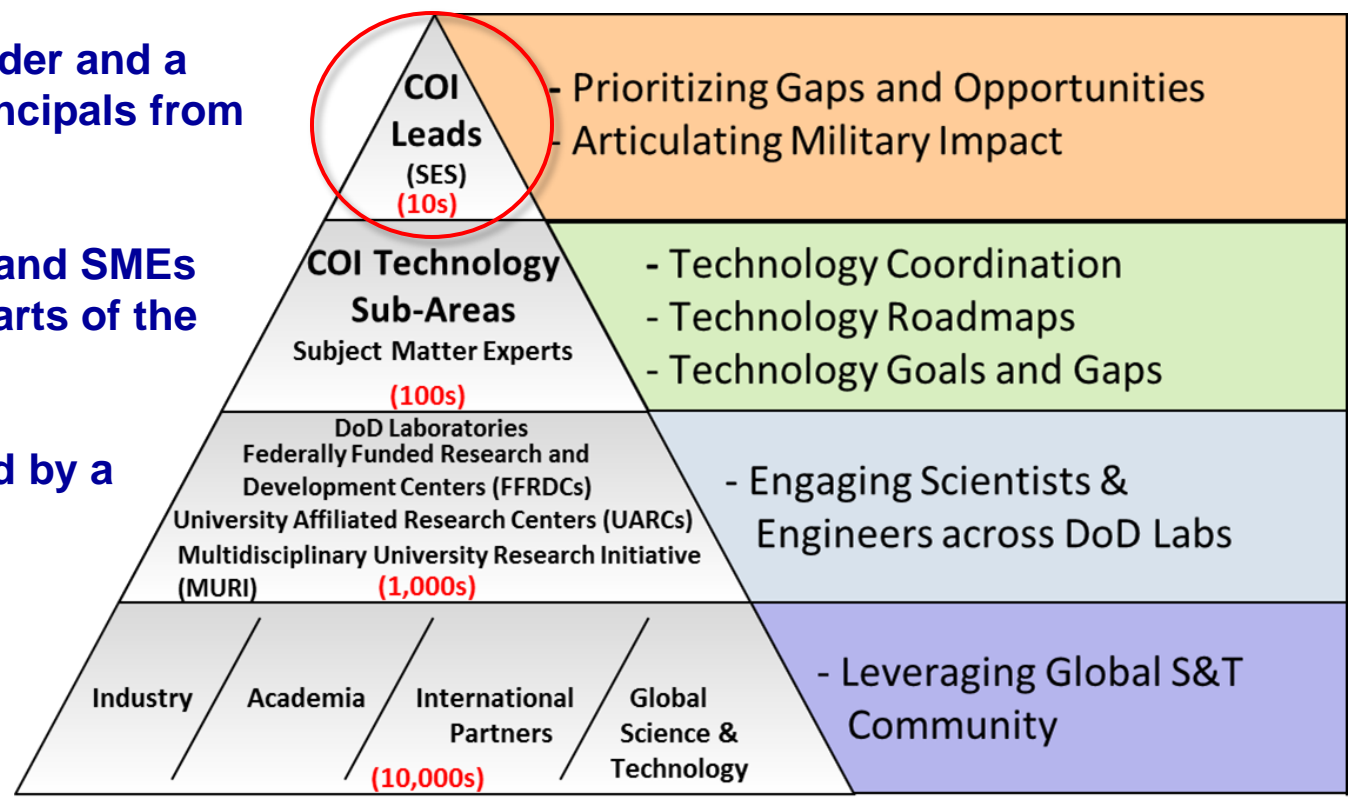 der and a
ncipals from
and SMEs
arts of the
d by a
COI
Leads
(SES)
(10s)
- Prioritizing Gaps and Opportunities
- Articulating Military Impact
COI Technology
Sub-Areas
Subject Matter Experts
(100s)
- Technology Coordination
- Technology Roadmaps
- Technology Goals and Gaps
DoD Laboratories
Federally Funded Research and
Development Centers (FFRDCs)
University Affiliated Research Centers (UARCs)
Multidisciplinary University Research Initiative
(MURI) (1,000s)
- Engaging Scientists &
Engineers across DoD Labs
Industry
Academia
International
Partners
Global
Science &
Technology
(10,000s)
- Leveraging Global S&T
Community